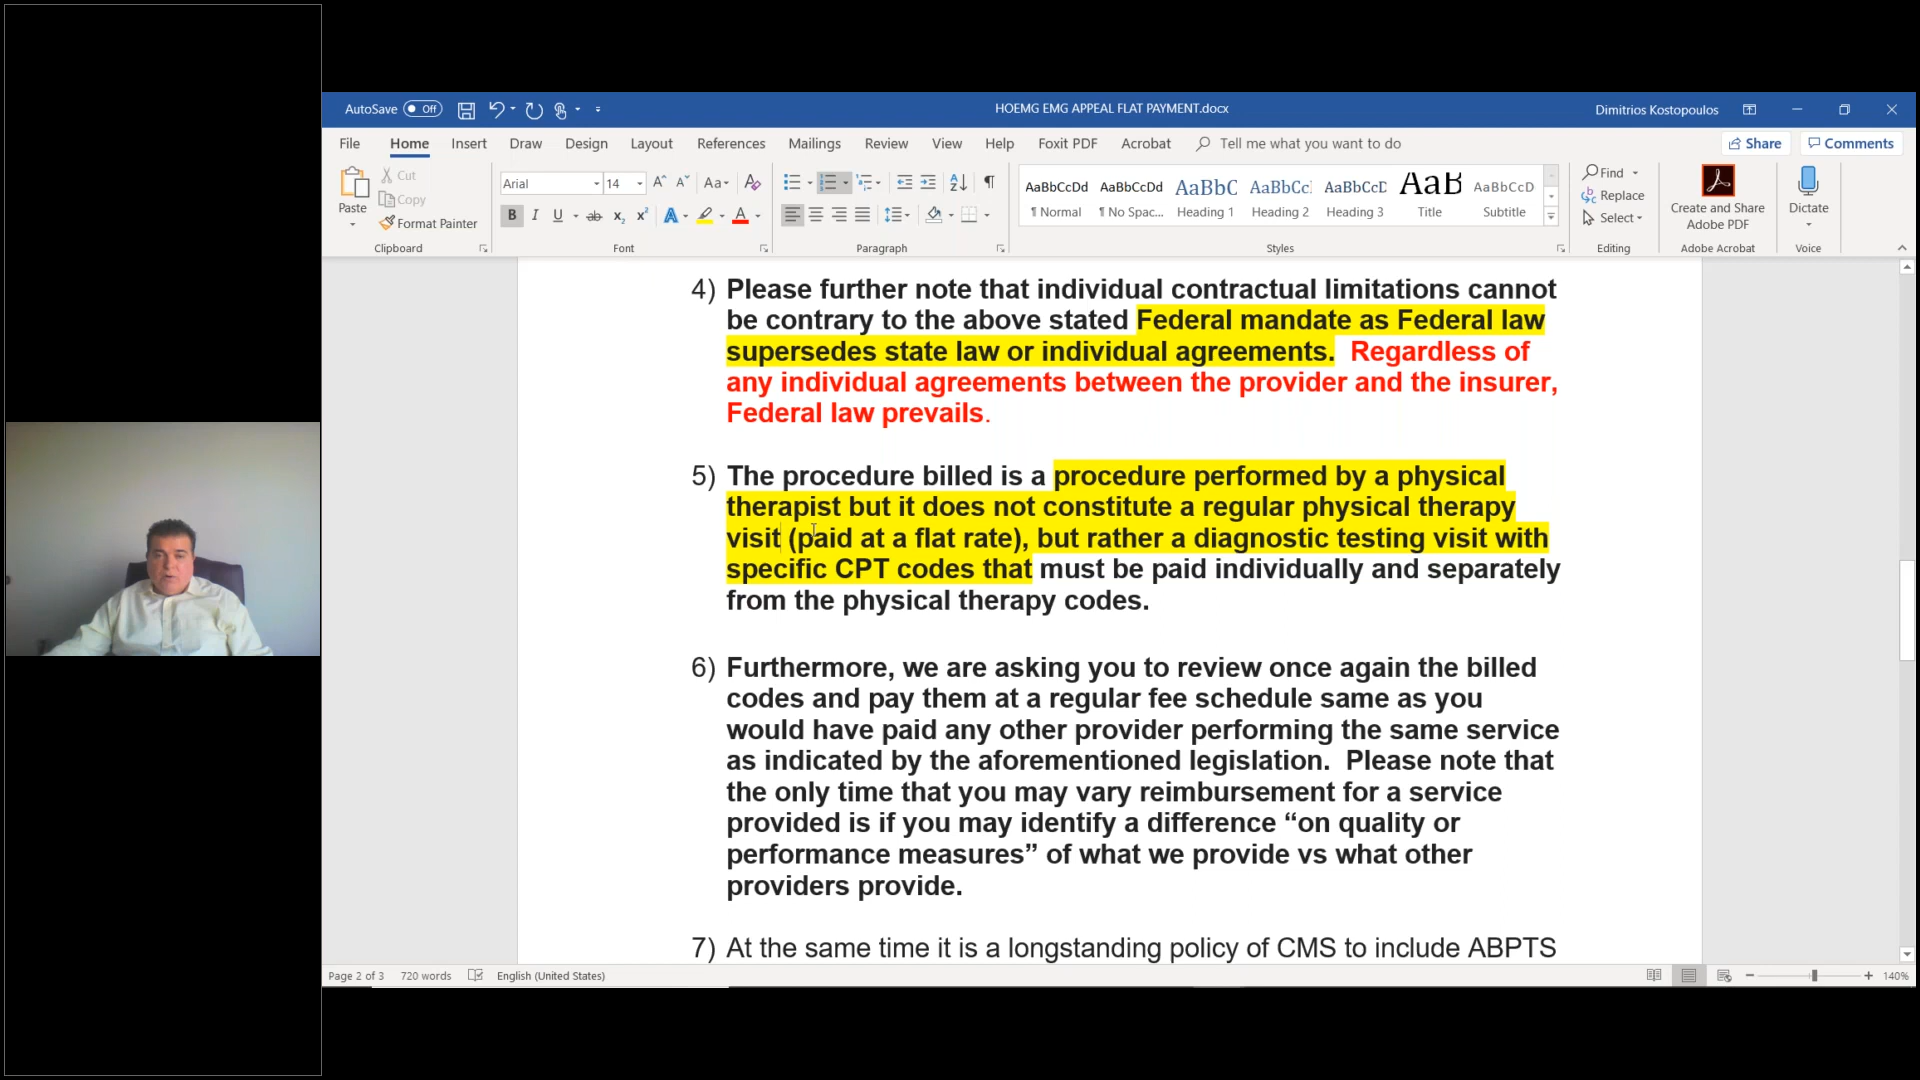 AutoSave Off
HOEMG EMG APPEAL FLAT PAYMENT.docx
Dimitrios Kostopoulos
File Home Insert Draw Design Layout References Mailings Review View Help Foxit PDF Acrobat Tell me what you want to do
Share Comments
Paste
Cut
Copy
Format Painter
Clipboard
Arial 14
Font
Paragraph
AaBbCcDd AaBbCcDd AaBbC AaBbCc AaBbCcD AaB AaBbCcD
¶ Normal ¶ No Spac... Heading 1 Heading 2 Heading 3 Title Subtitle
Styles
Find
Replace
Select
Editing
Create and Share
Adobe PDF
Adobe Acrobat
Dictate
Voice
4) Please further note that individual contractual limitations cannot
be contrary to the above stated Federal mandate as Federal law
supersedes state law or individual agreements. Regardless of
any individual agreements between the provider and the insurer,
Federal law prevails.
5) The procedure billed is a procedure performed by a physical
therapist but it does not constitute a regular physical therapy
visit (paid at a flat rate), but rather a diagnostic testing visit with
specific CPT codes that must be paid individually and separately
from the physical therapy codes.
6) Furthermore, we are asking you to review once again the billed
codes and pay them at a regular fee schedule same as you
would have paid any other provider performing the same service
as indicated by the aforementioned legislation. Please note that
the only time that you may vary reimbursement for a service
provided is if you may identify a difference “on quality or
performance measures” of what we provide vs what other
providers provide.
7) At the same time it is a longstanding policy of CMS to include ABPTS
Page 2 of 3 720 words English (United States)
140%